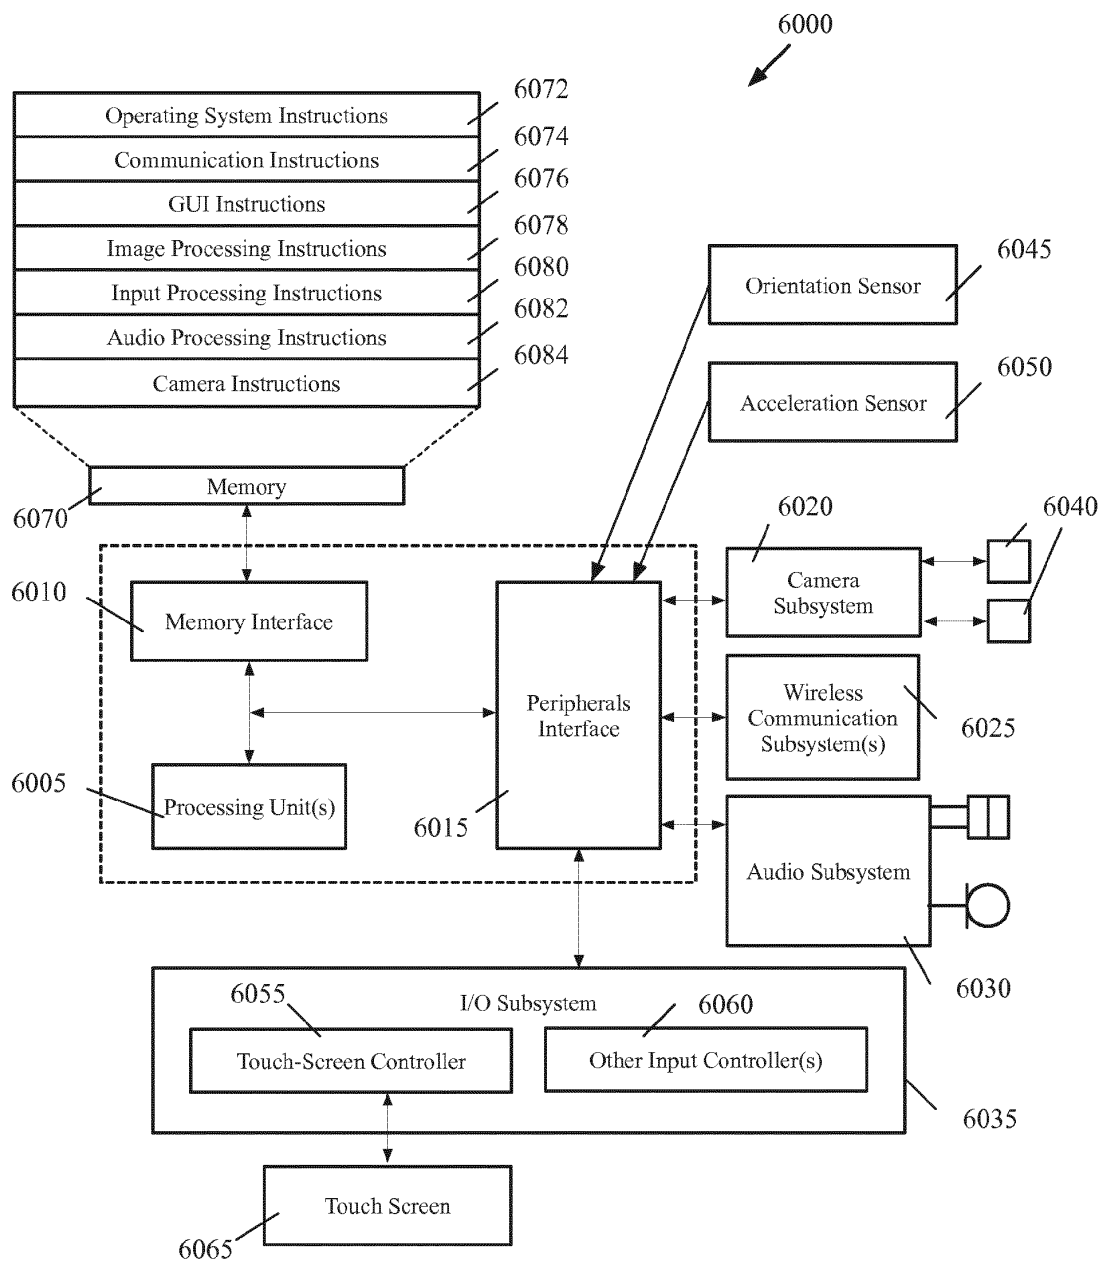 6000
Operating System Instructions
6072
Communication Instructions
6074
GUI Instructions
6076
Image Processing Instructions
6078
Input Processing Instructions
6080
Audio Processing Instructions
6082
Camera Instructions
6084
Orientation Sensor
6045
Acceleration Sensor
6050
Memory
6070
6020
6040
Camera
Subsystem
6010
Memory Interface
Peripherals
Interface
6015
Wireless
Communication
Subsystem(s)
6025
6005
Processing Unit(s)
Audio Subsystem
6030
I/O Subsystem
6055
Touch-Screen Controller
6060
Other Input Controller(s)
6035
Touch Screen
6065